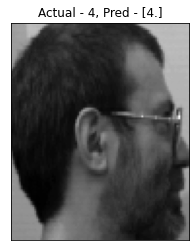 Actual - 4, Pred - [4.]